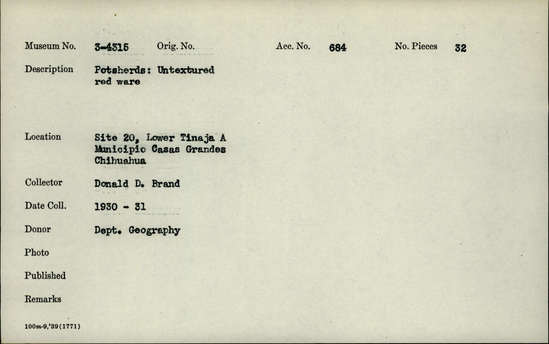 Museum No. 3-4315 Orig. No. Acc. No. 684 No. Pieces 32
Description Potsherds: Untextured
red ware
Location Site 20, Lower Tinaja A
Municipio Casas Grandes
Chihuahua
Collector Donald D. Brand
Date Coll. 1930 - 31
Donor Dept. Geography
Photo
Published
Remarks
100m-9,'39(1771)